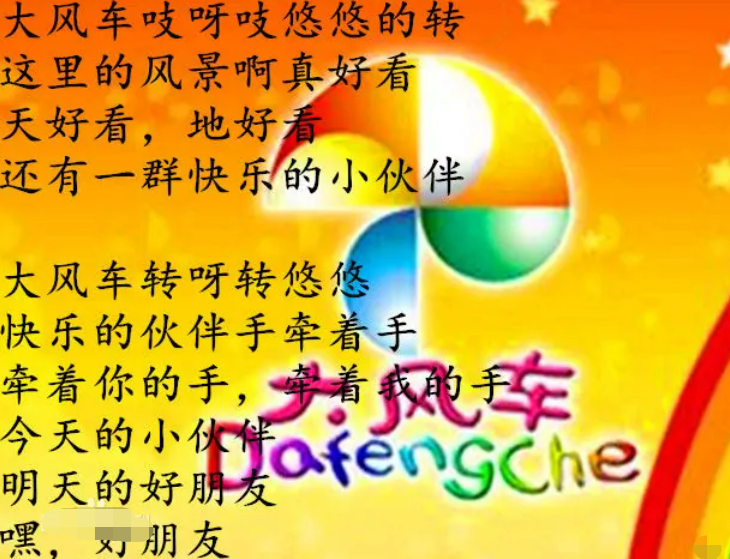 大风车吱呀吱悠悠的转
这里的风景啊真好看
天好看，地好看
还有一群快乐的小伙伴
大风车转呀转悠悠
快乐的伙伴手牵着手
牵着你的手，牵着我的手
今天的小伙伴
明天的好朋友
嘿，好朋友
大风车
Dafengche